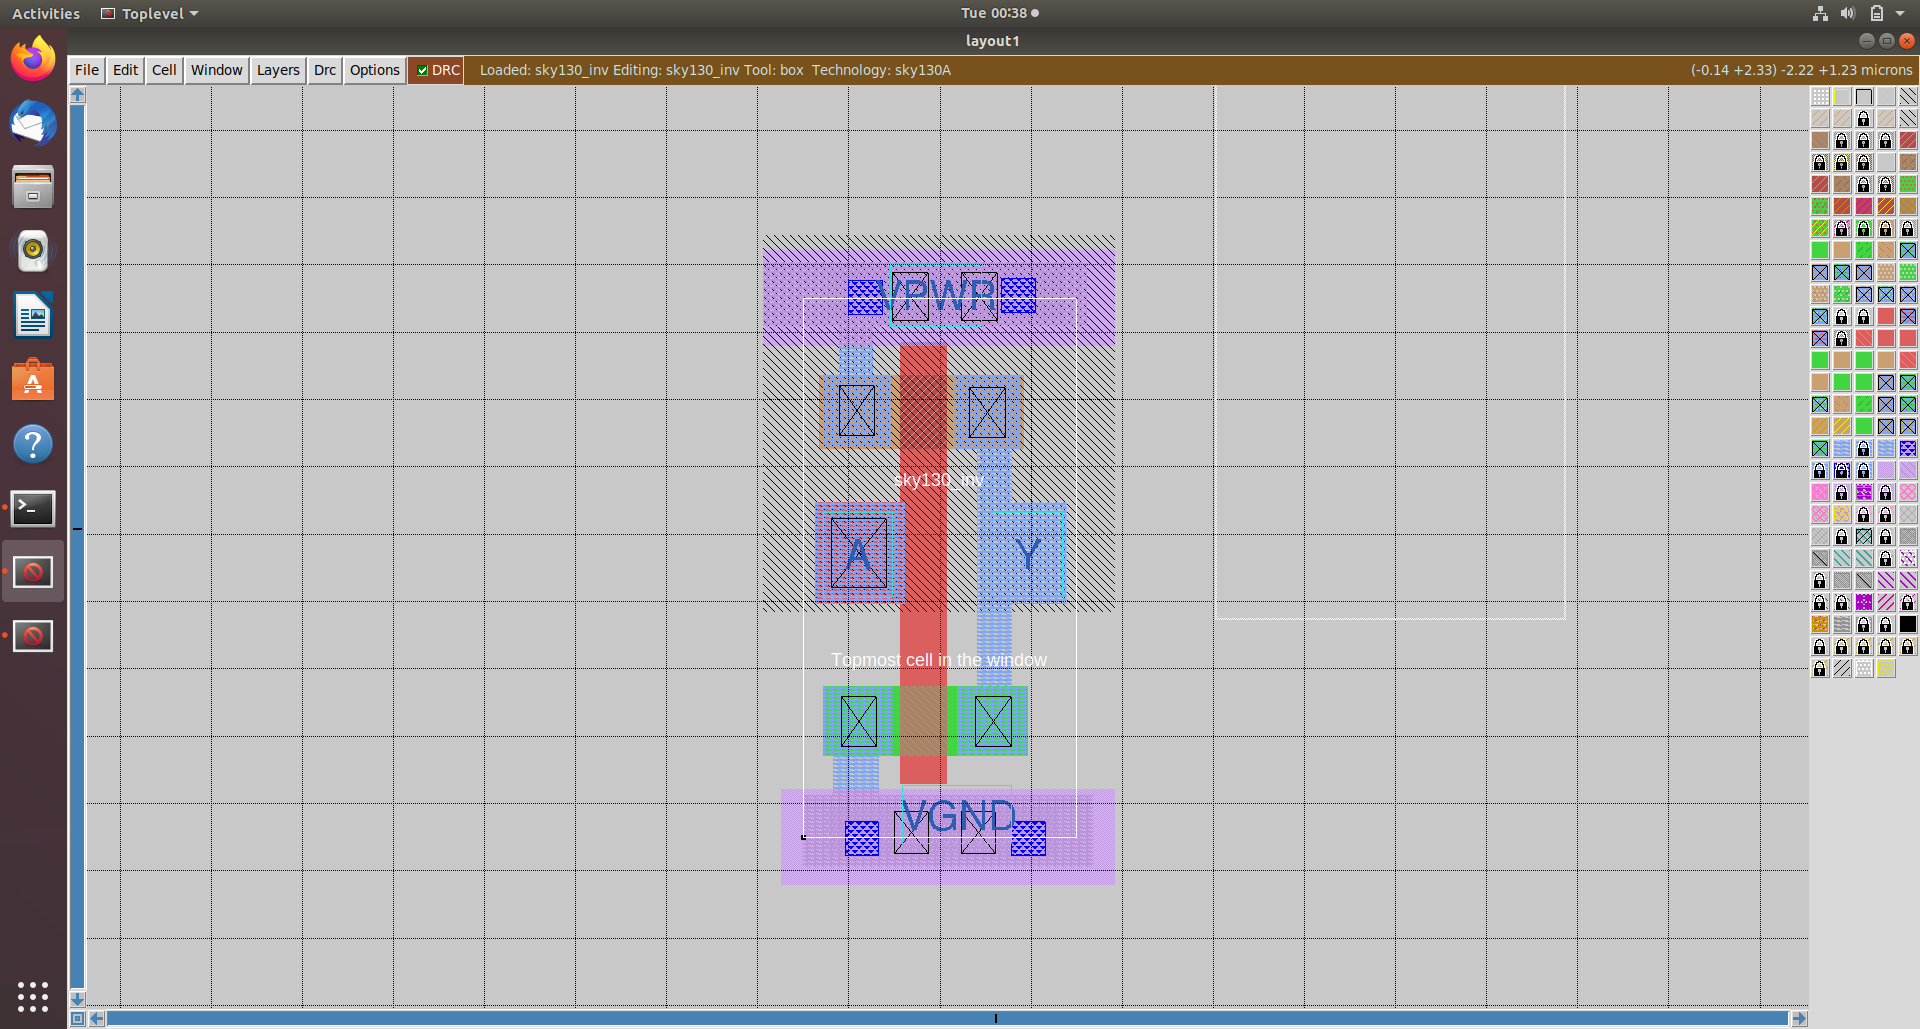 Activities Toplevel Tue 00:38
layout1
File Edit Cell Window Layers Drc Options DRC Loaded: sky130_inv Editing: sky130_inv Tool: box Technology: sky130A (-0.14 +2.33) -2.22 +1.23 microns
VPWR
sky130_inv
A Y
Topmost cell in the window
VGND